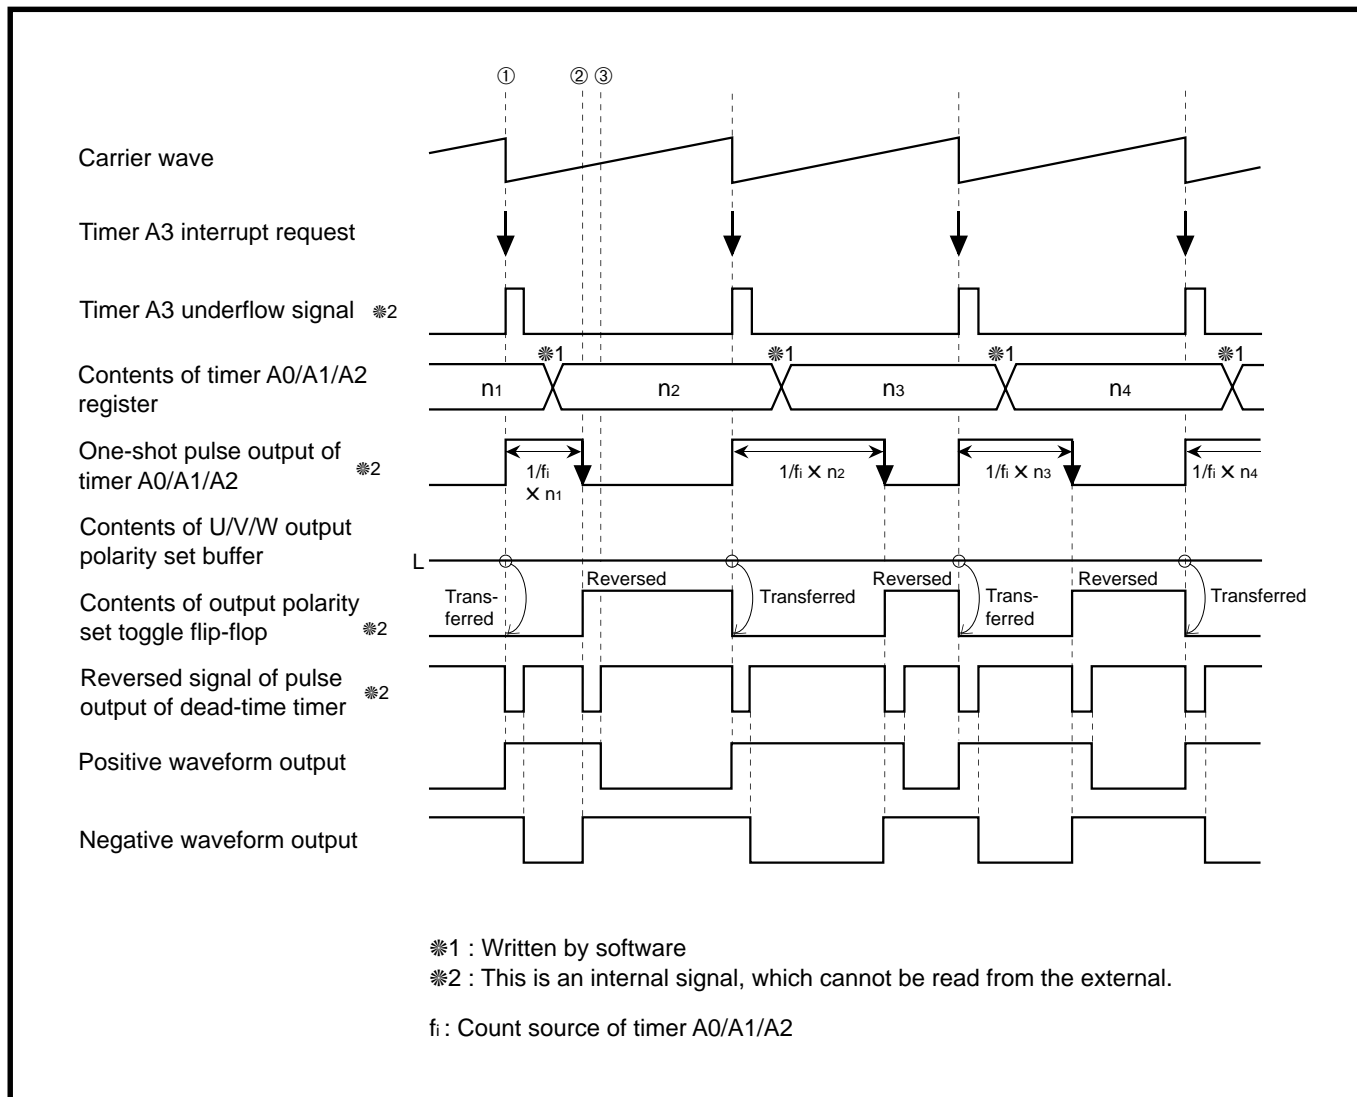 ① ② ③
Carrier wave
Timer A3 interrupt request
Timer A3 underflow signal ❋2
❋1 ❋1 ❋1 ❋1
Contents of timer A0/A1/A2
register
n1 n2 n3 n4
One-shot pulse output of
timer A0/A1/A2 ❋2
1/fi
✕ n1
1/fi ✕ n2
1/fi ✕ n3
1/fi ✕ n4
Contents of U/V/W output
polarity set buffer
L
Reversed Reversed Reversed
Contents of output polarity
set toggle flip-flop ❋2
Trans-
ferred
Transferred
Trans-
ferred
Transferred
Reversed signal of pulse
output of dead-time timer ❋2
Positive waveform output
Negative waveform output
❋1 : Written by software
❋2 : This is an internal signal, which cannot be read from the external.
fi : Count source of timer A0/A1/A2